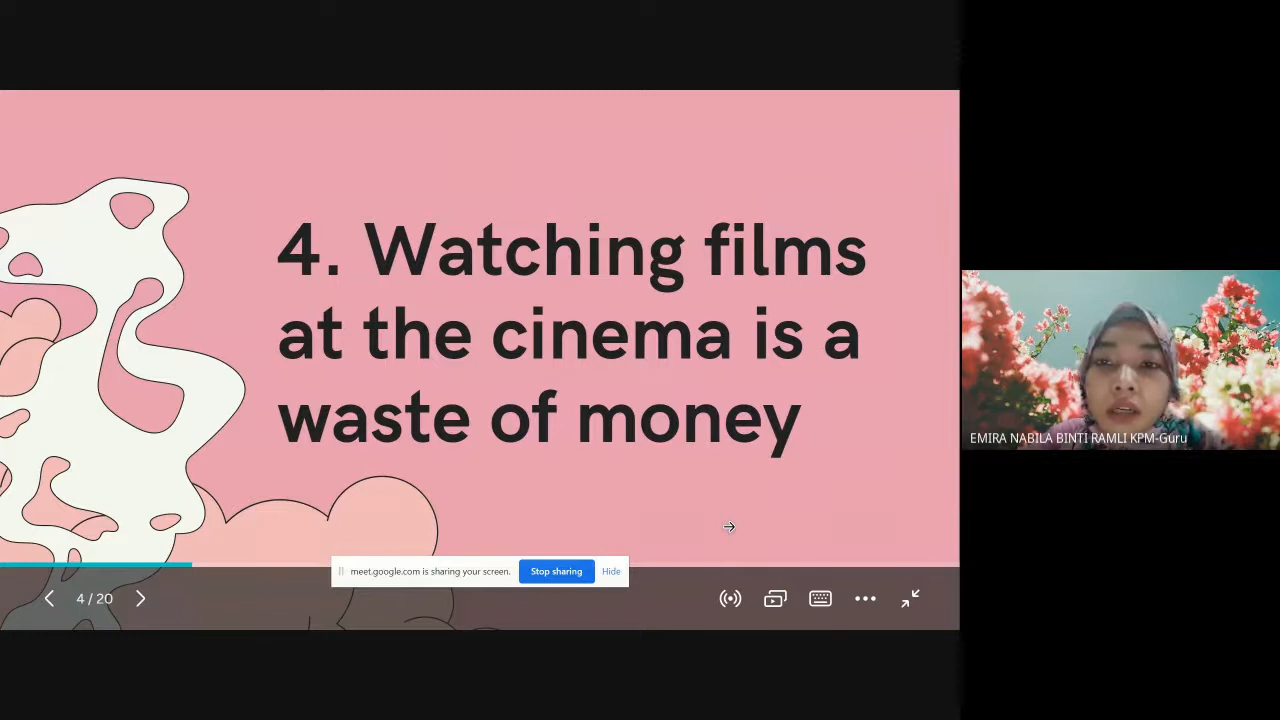 4. Watching films
at the cinema is a
waste of money
EMIRA NABILA BINTI RAMLI KPM-Guru
meet.google.com is sharing your screen.
Stop sharing
Hide
4 / 20